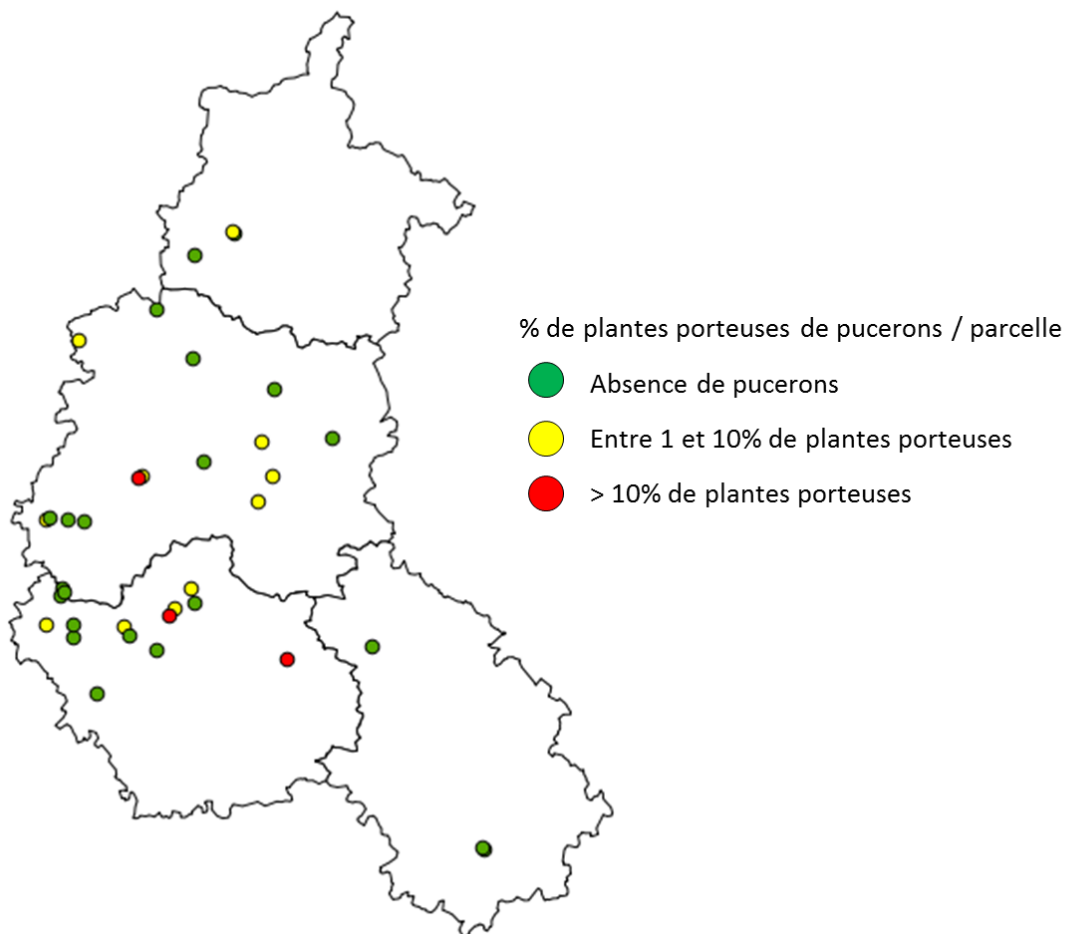 % de plantes porteuses de pucerons / parcelle
Absence de pucerons
Entre 1 et 10% de plantes porteuses
> 10% de plantes porteuses